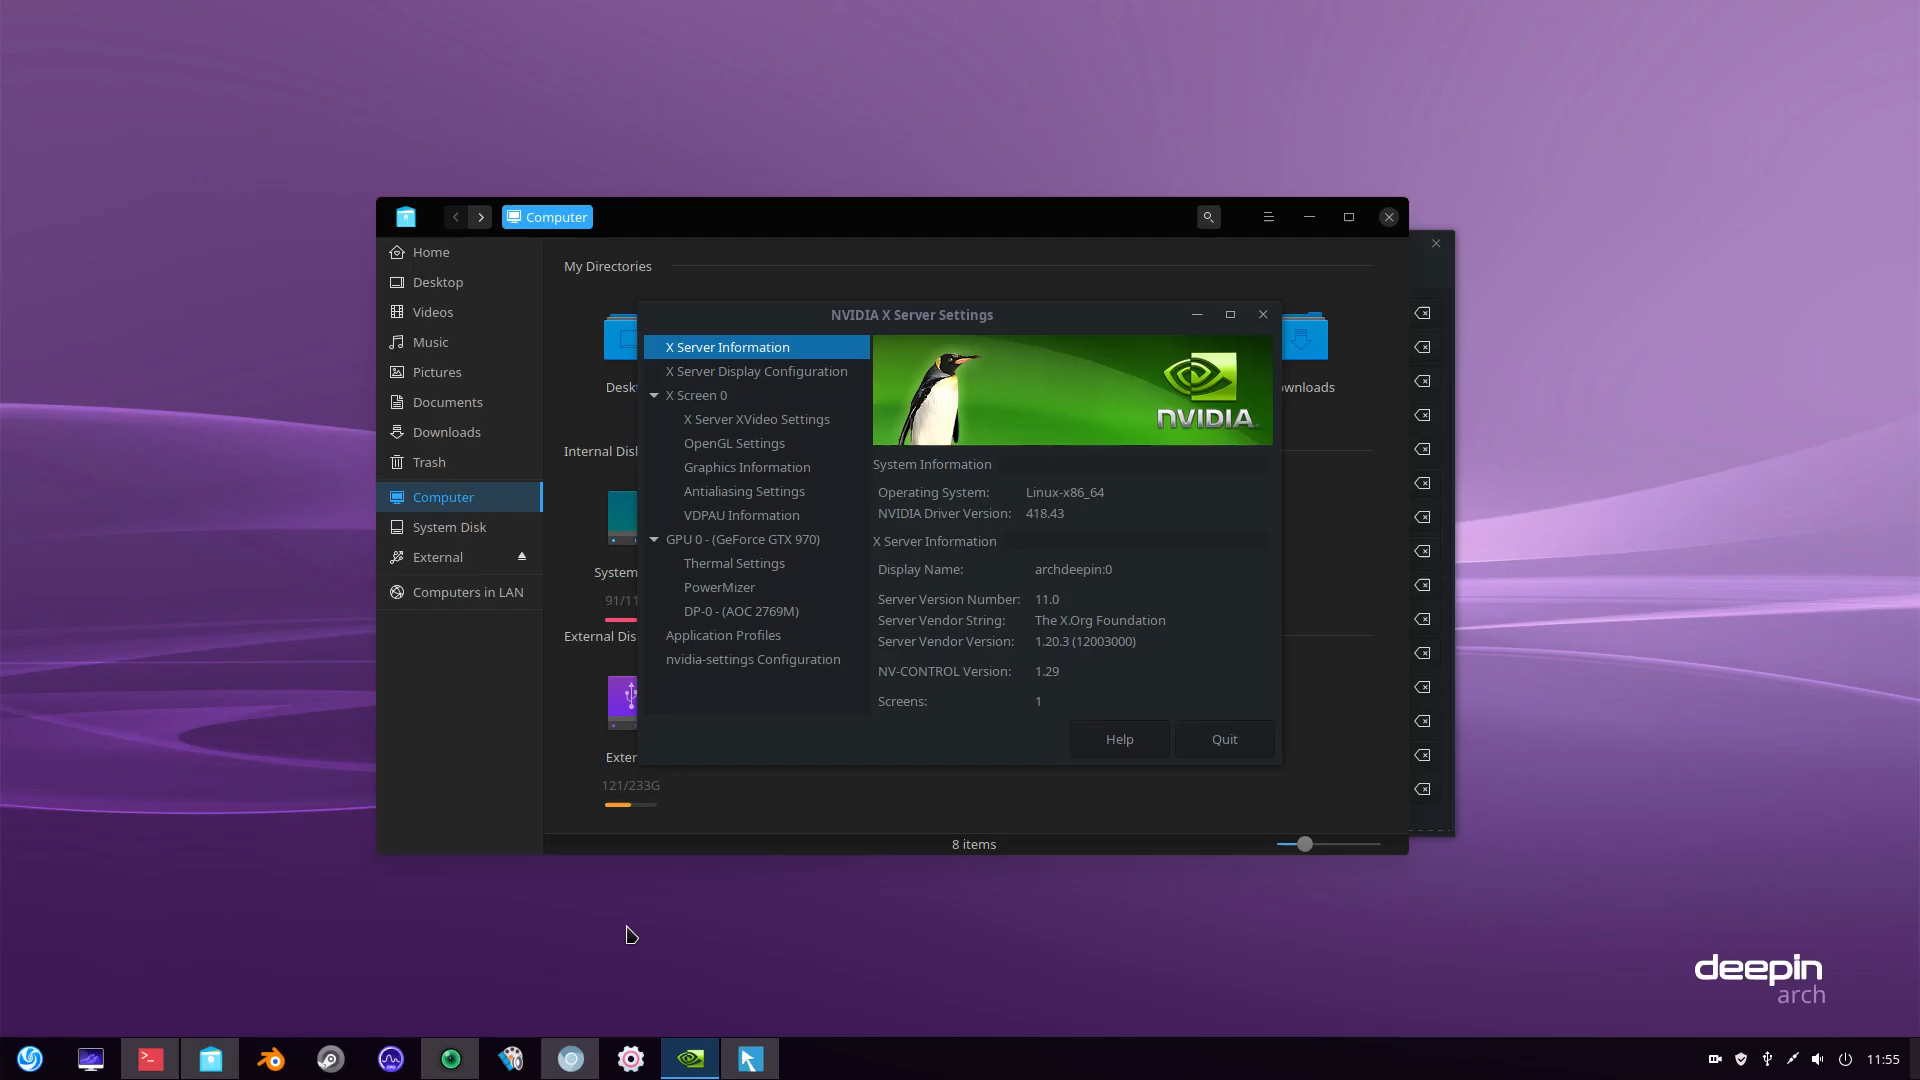 Computer
Home
Desktop
Videos
Music
Pictures
Documents
Downloads
Trash
Computer
System Disk
External
Computers in LAN
My Directories
Deskt
wnloads
Internal Dis
System
91/11
External Dis
Exter
121/233G
8 items
NVIDIA X Server Settings
X Server Information
X Server Display Configuration
X Screen 0
X Server XVideo Settings
OpenGL Settings
Graphics Information
Antialiasing Settings
VDPAU Information
GPU 0 - (GeForce GTX 970)
Thermal Settings
PowerMizer
DP-0 - (AOC 2769M)
Application Profiles
nvidia-settings Configuration
NVIDIA.
System Information
Operating System: Linux-x86_64
NVIDIA Driver Version: 418.43
X Server Information
Display Name: archdeepin:0
Server Version Number: 11.0
Server Vendor String: The X.Org Foundation
Server Vendor Version: 1.20.3 (12003000)
NV-CONTROL Version: 1.29
Screens: 1
Help
Quit
deepin
arch
11:55